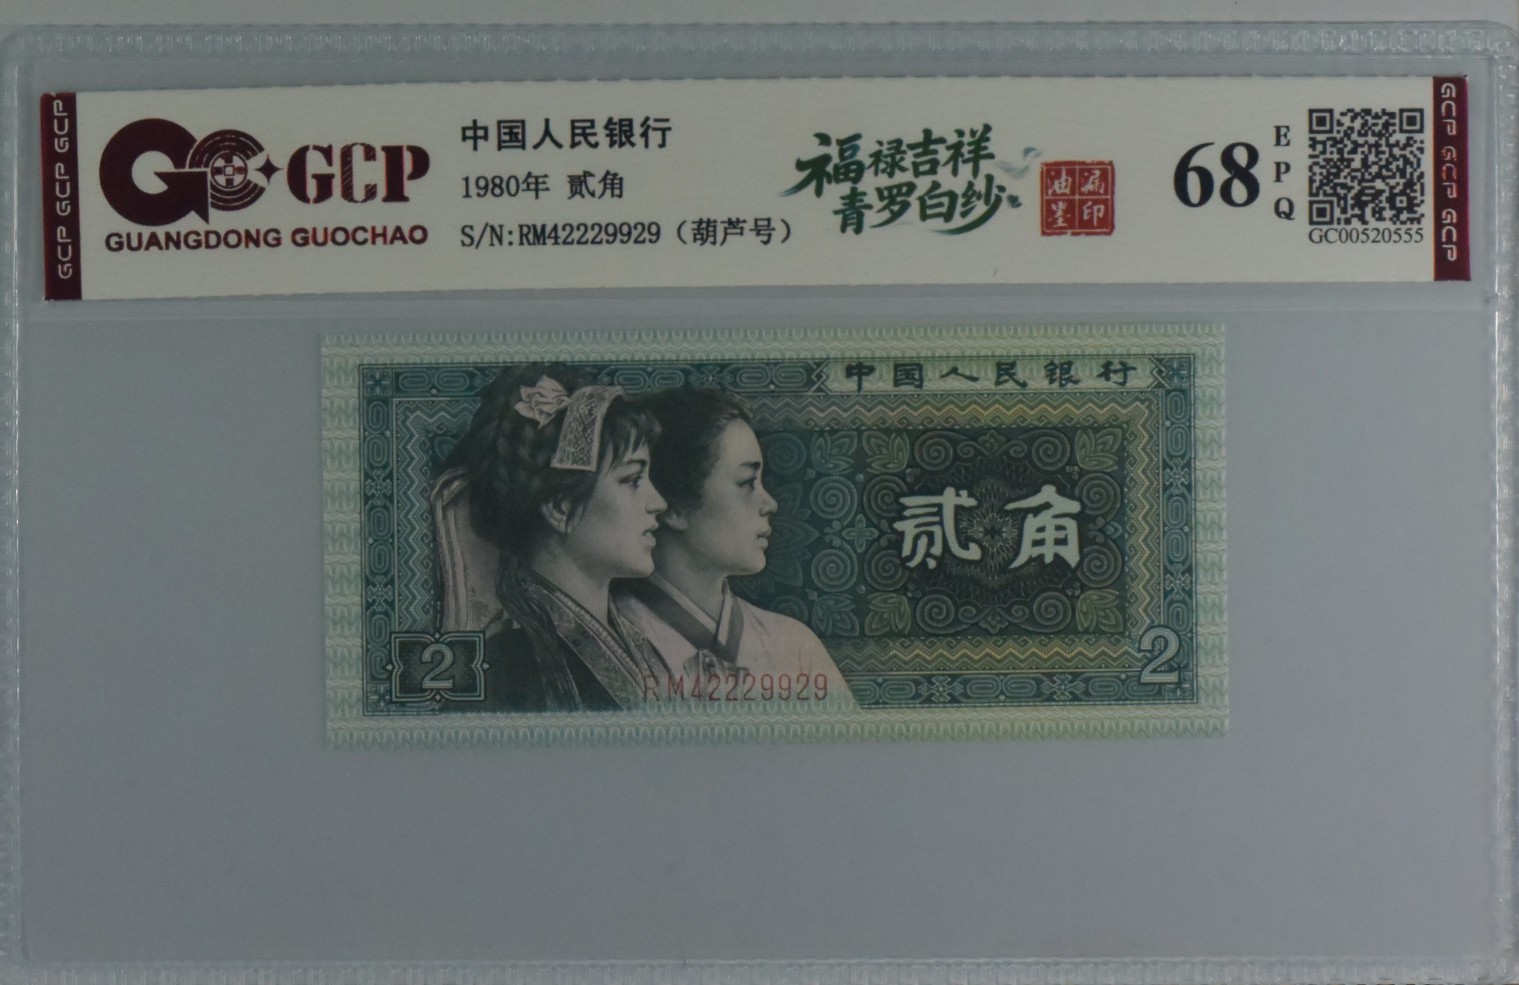 GCP GCP GCP
GCP
GUANGDONG GUOCHAO
中国人民银行
1980年 贰角
S/N:RM42229929（葫芦号）
福禄吉祥
青罗白纱
漏印
油墨
68
EPQ
GC00520555
GCP GCP GCP
中国人民银行
贰角
2
2
RM42229929